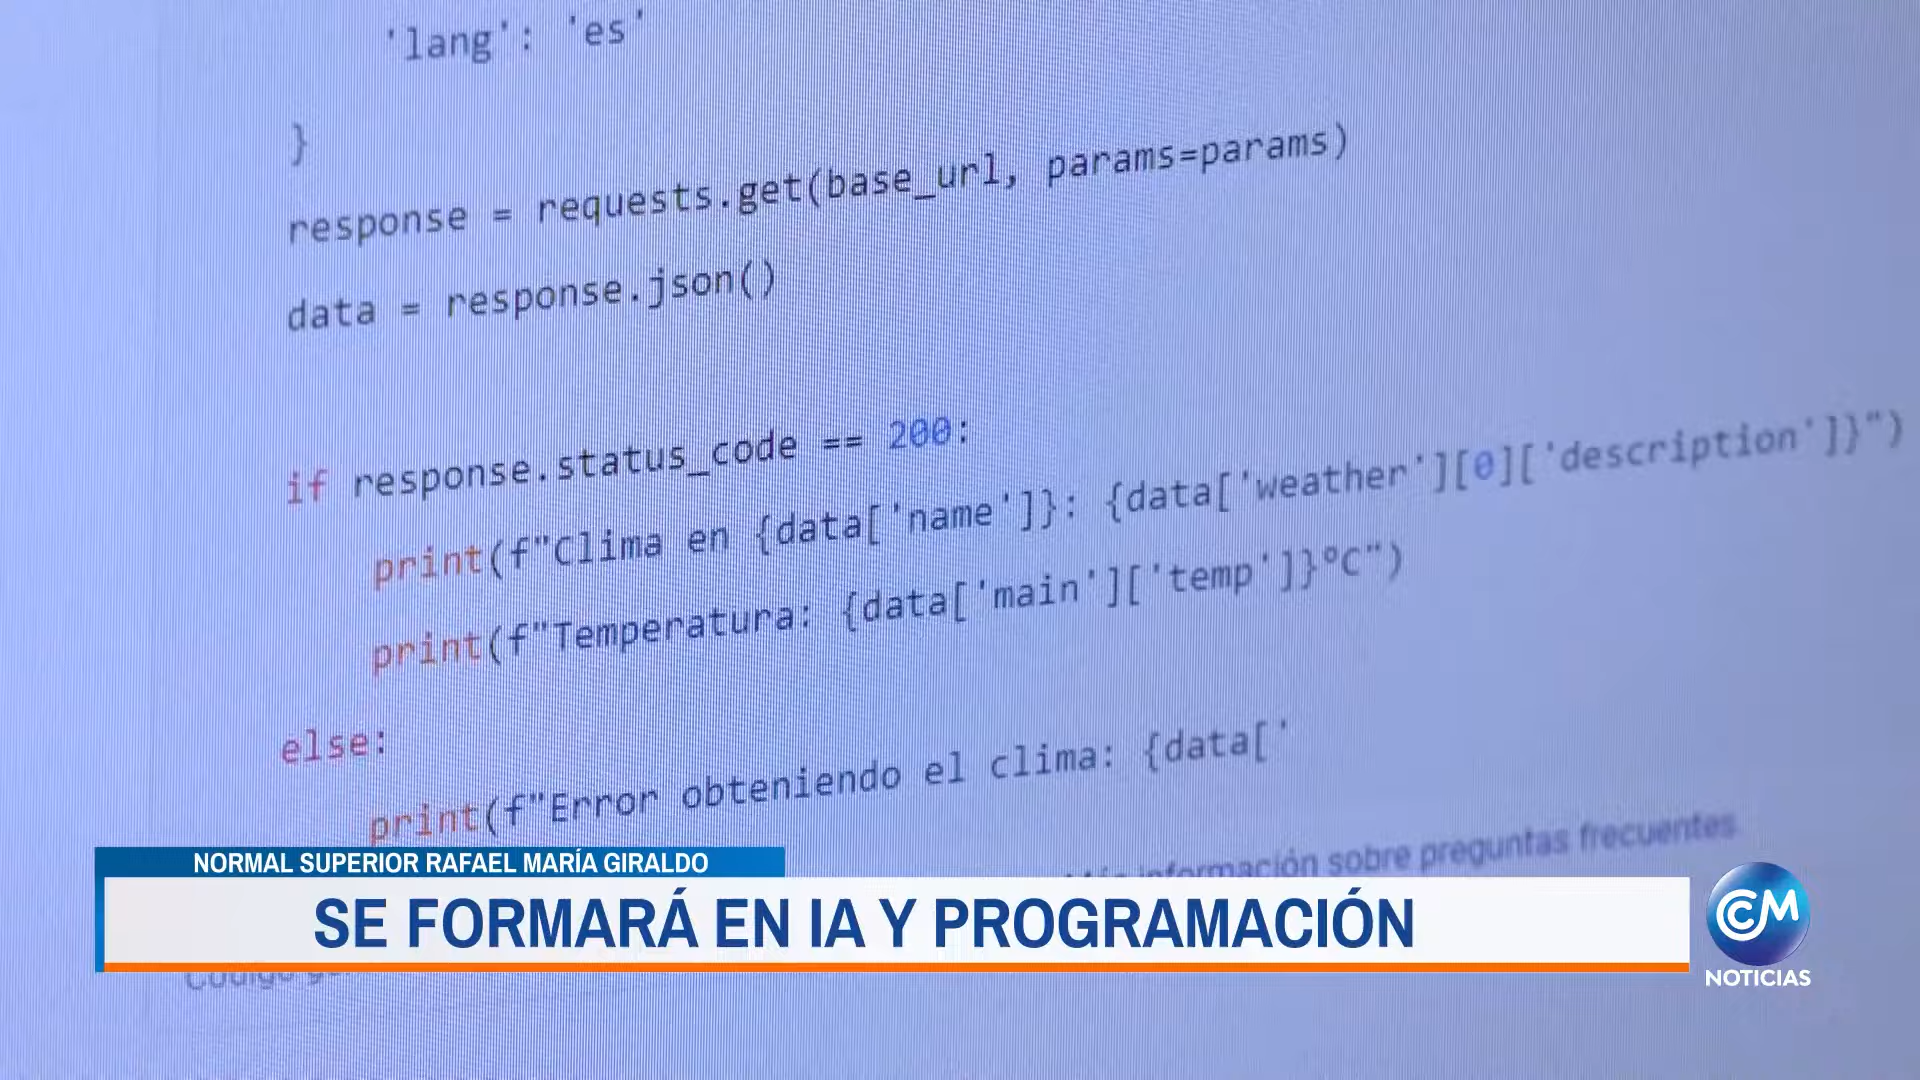 'lang': 'es'
}
response = requests.get(base_url, params=params)
data = response.json()
if response.status_code == 200:
print(f"Clima en {data['name']}: {data['weather'][0]['description']}")
print(f"Temperatura: {data['main']['temp']}°C")
else:
print(f"Error obteniendo el clima: {data['
información sobre preguntas frecuentes
NORMAL SUPERIOR RAFAEL MARÍA GIRALDO
SE FORMARÁ EN IA Y PROGRAMACIÓN
CM
NOTICIAS